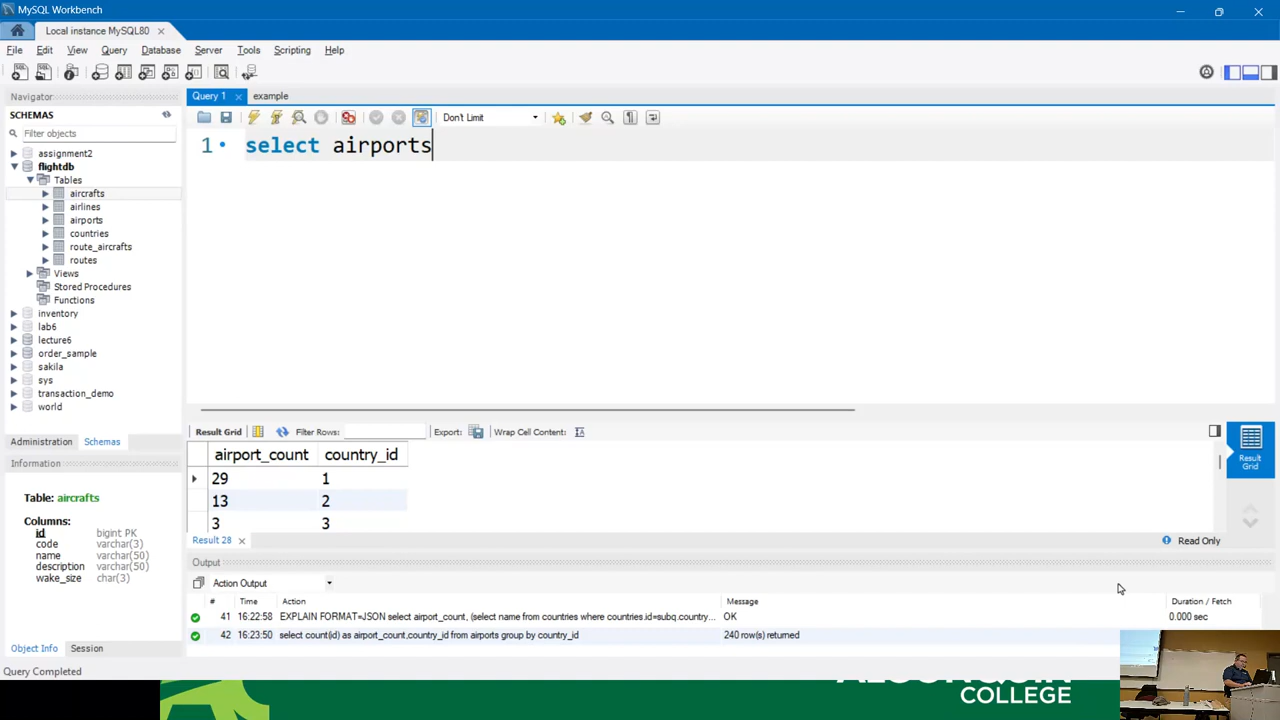 MySQL Workbench
Local instance MySQL80
File Edit View Query Database Server Tools Scripting Help
Navigator
SCHEMAS
Filter objects
assignment2
flightdb
Tables
aircrafts
airlines
airports
countries
route_aircrafts
routes
Views
Stored Procedures
Functions
inventory
lab6
lecture6
order_sample
sakila
sys
transaction_demo
world
Administration Schemas
Information
Table: aircrafts
Columns:
id bigint PK
code varchar(3)
name varchar(50)
description varchar(50)
wake_size char(3)
Object Info Session
Query Completed
Query 1 example
Don't Limit
1 select airports
Result Grid Filter Rows: Export: Wrap Cell Content:
airport_count country_id
29 1
13 2
3 3
Result Grid
Result 28
Read Only
Output
Action Output
# Time Action Message Duration / Fetch
41 16:22:58 EXPLAIN FORMAT=JSON select airport_count, (select name from countries where countries.id=subq.country... OK 0.000 sec
42 16:23:50 select count(id) as airport_count,country_id from airports group by country_id 240 row(s) returned
COLLEGE